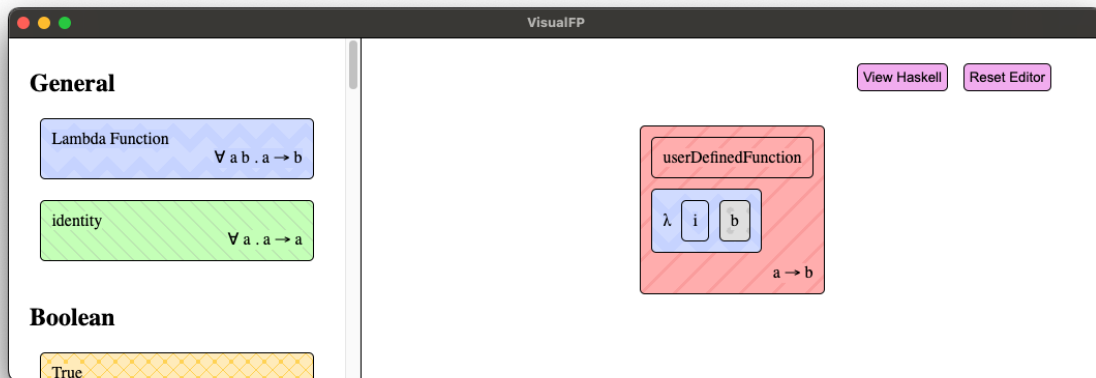 VisualFP
General
View Haskell
Reset Editor
Lambda Function
∀ a b . a → b
userDefinedFunction
identity
∀ a . a → a
λ i b
a → b
Boolean
True